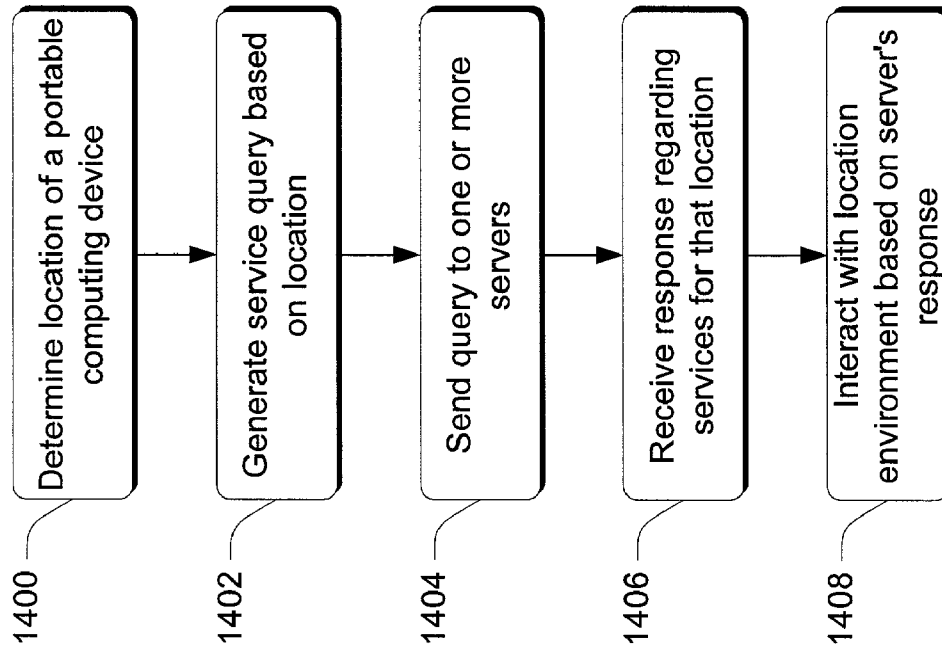 1400
Determine location of a portable
computing device
1402
Generate service query based
on location
1404
Send query to one or more
servers
1406
Receive response regarding
services for that location
1408
Interact with location
environment based on server's
response